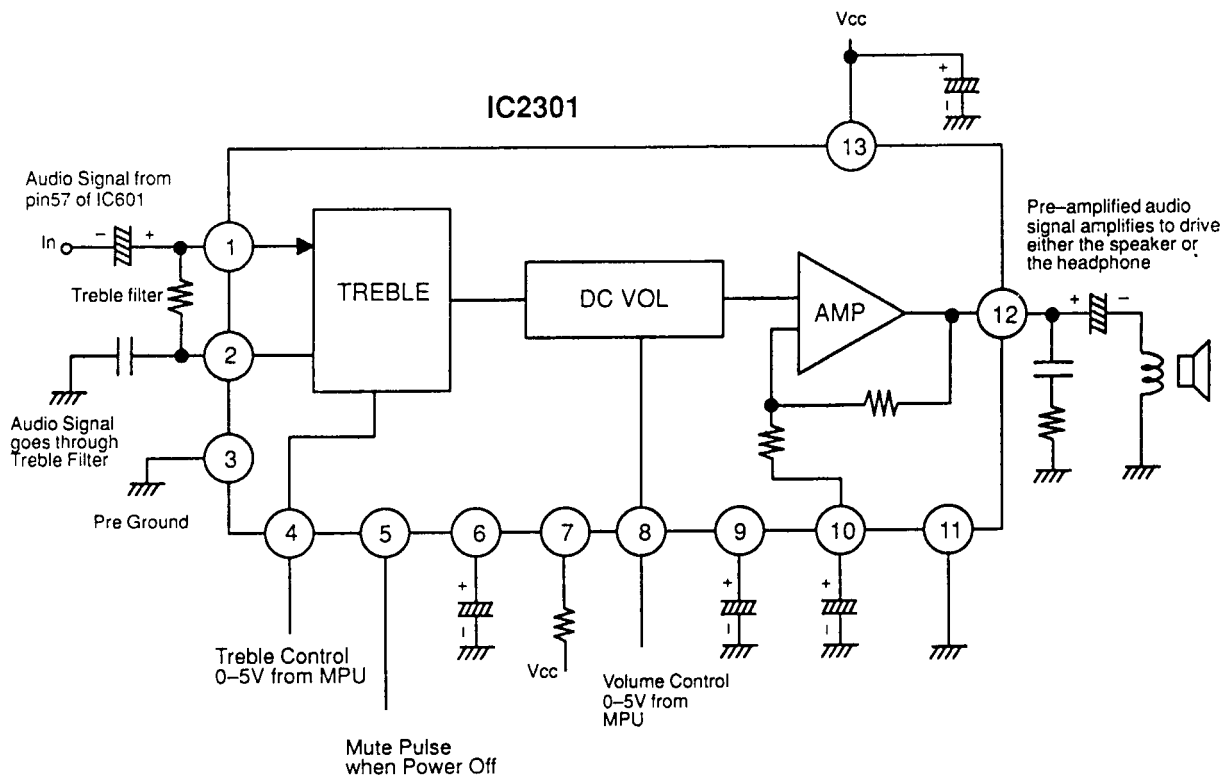 Vcc
+
-
IC2301
13
Audio Signal from
pin57 of IC601
In
- +
1
Treble filter
2
Audio Signal
goes through
Treble Filter
3
Pre Ground
TREBLE
DC VOL
AMP
Pre–amplified audio
signal amplifies to drive
either the speaker or
the headphone
12
+ -
4
5
6
7
8
9
10
11
+
-
+
-
+
-
Treble Control
0–5V from MPU
Vcc
Volume Control
0–5V from
MPU
Mute Pulse
when Power Off